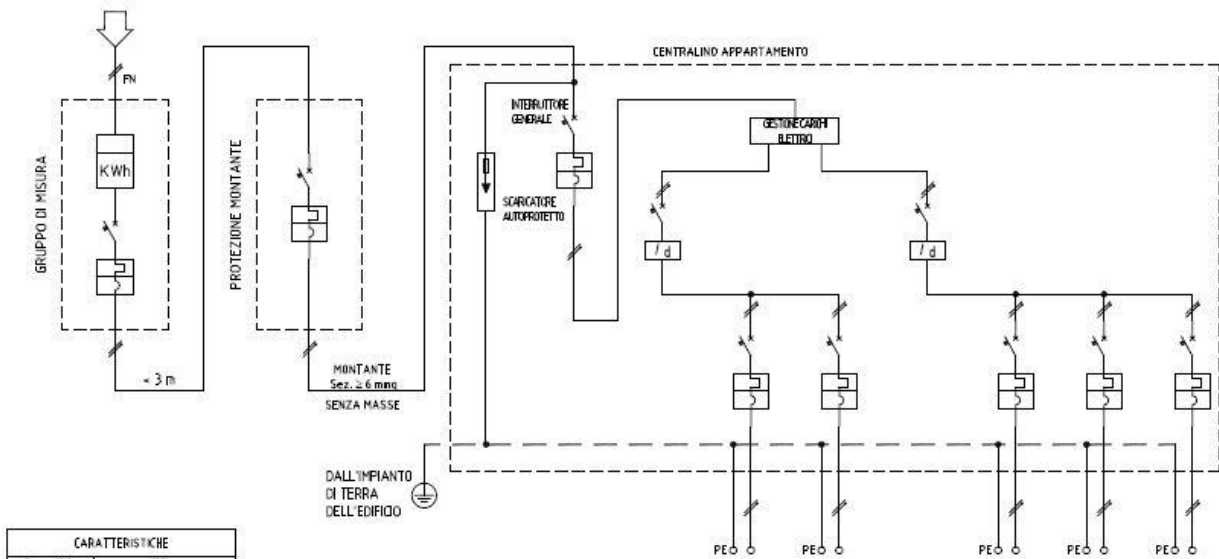 CENTRALINO APPARTAMENTO
FN
GRUPPO DI MISURA
KWh
PROTEZIONE MONTANTE
INTERRUTTORE
GENERALE
GESTIONE CARICHI
ELETTRICI
SCARICATORE
AUTOPROTETTO
I d
I d
< 3 m
MONTANTE
Sez. ≥ 6 mmq
SENZA MASSE
DALL'IMPIANTO
DI TERRA
DELL'EDIFICIO
PE
PE
PE
PE
PE
CARATTERISTICHE